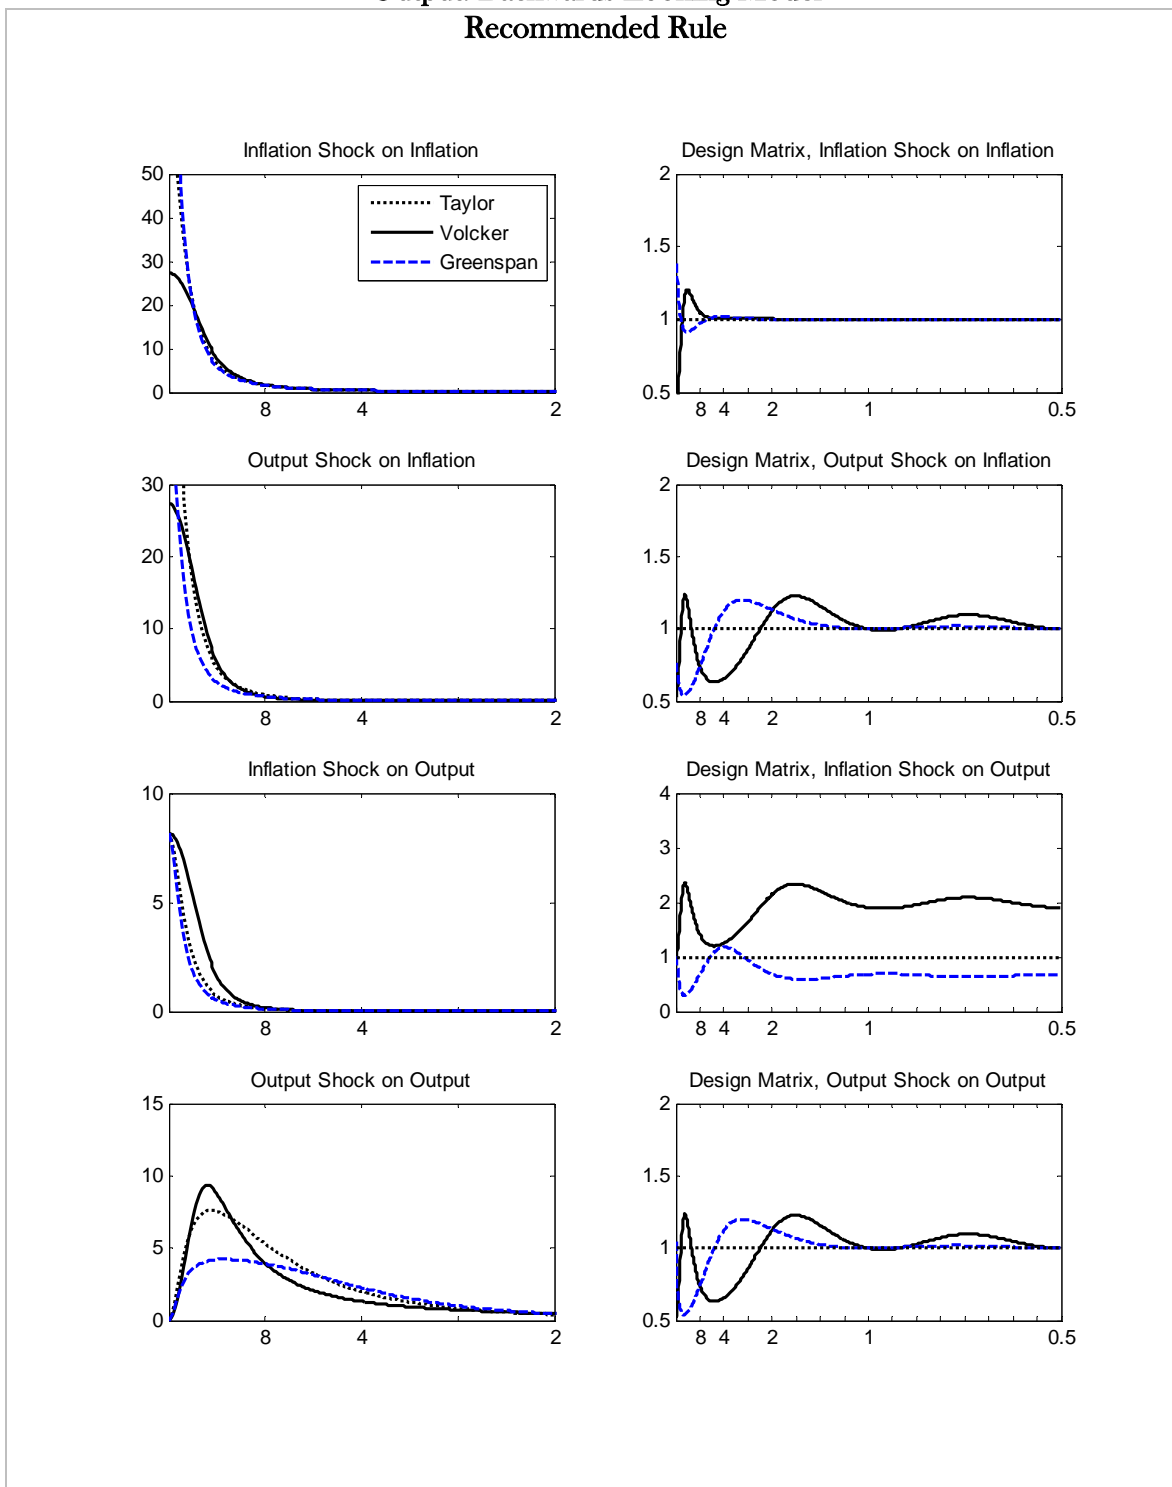 Recommended Rule
Inflation Shock on Inflation
50
40
30
20
10
0
8
4
2
Taylor
Volcker
Greenspan
Design Matrix, Inflation Shock on Inflation
2
1.5
1
0.5
8 4 2 1 0.5
Output Shock on Inflation
30
20
10
0
8
4
2
Design Matrix, Output Shock on Inflation
2
1.5
1
0.5
8 4 2 1 0.5
Inflation Shock on Output
10
5
0
8
4
2
Design Matrix, Inflation Shock on Output
4
3
2
1
0
8 4 2 1 0.5
Output Shock on Output
15
10
5
0
8
4
2
Design Matrix, Output Shock on Output
2
1.5
1
0.5
8 4 2 1 0.5